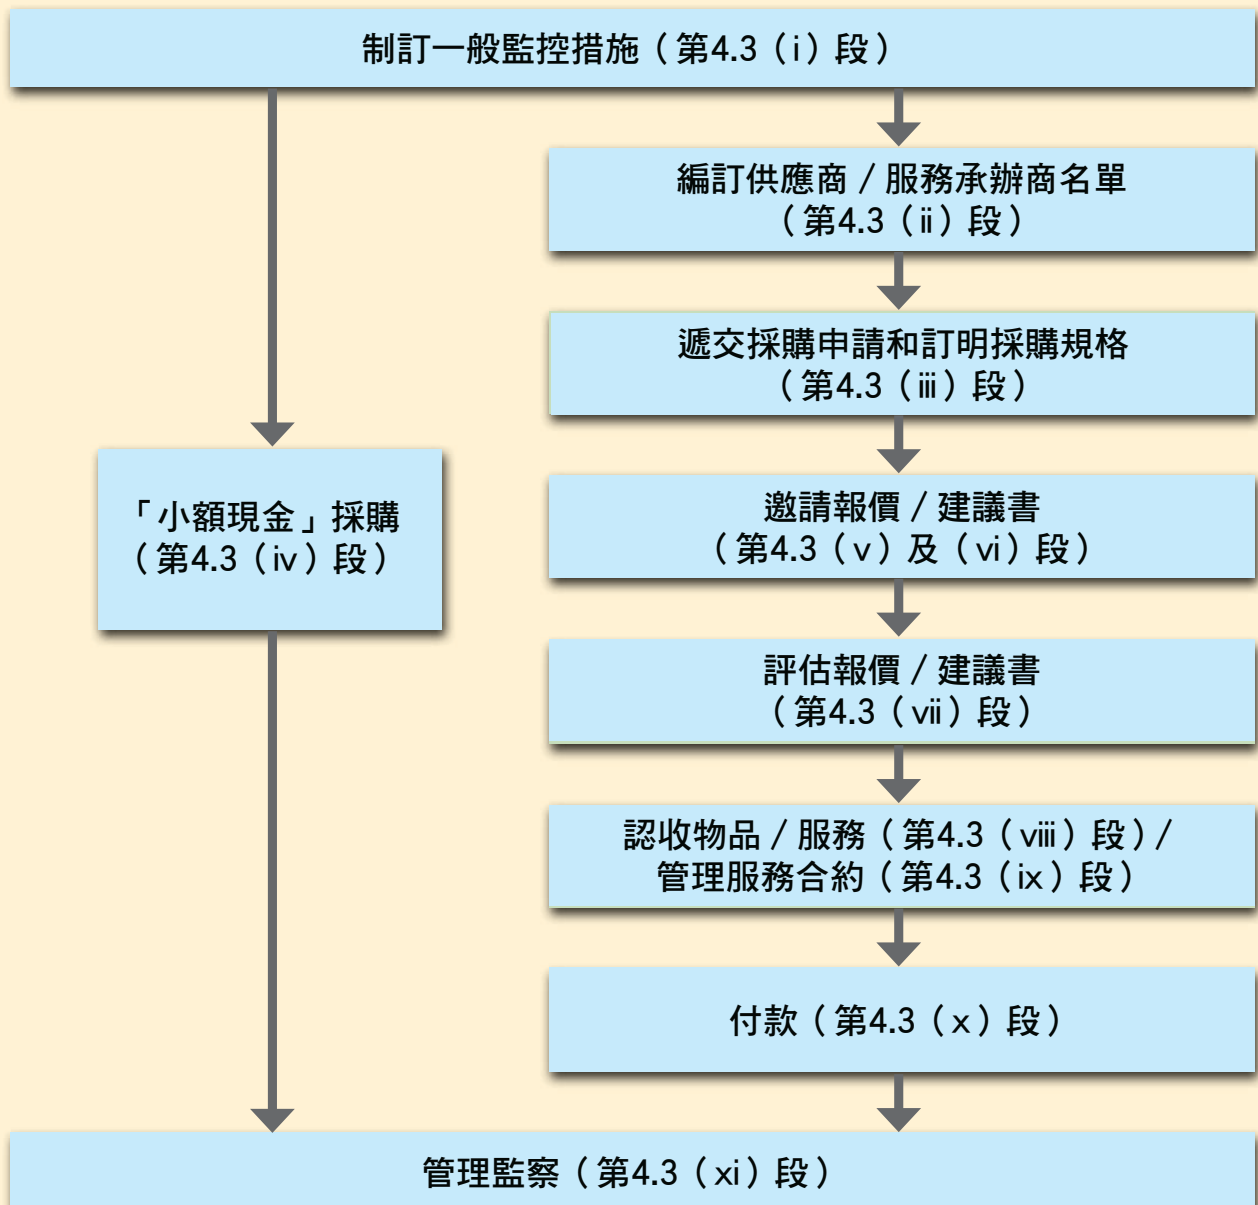 制訂一般監控措施（第4.3（i）段）
編訂供應商／服務承辦商名單
（第4.3（ii）段）
遞交採購申請和訂明採購規格
（第4.3（iii）段）
「小額現金」採購
（第4.3（iv）段）
邀請報價／建議書
（第4.3（v）及（vi）段）
評估報價／建議書
（第4.3（vii）段）
認收物品／服務（第4.3（viii）段）/
管理服務合約（第4.3（ix）段）
付款（第4.3（x）段）
管理監察（第4.3（xi）段）